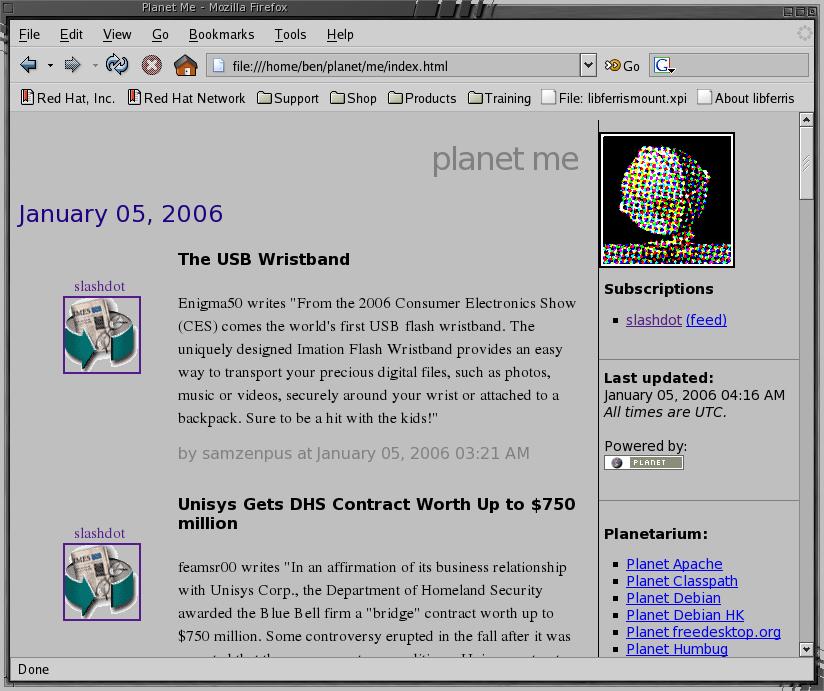 Planet Me - Mozilla Firefox
File Edit View Go Bookmarks Tools Help
file:///home/ben/planet/me/index.html Go G
Red Hat, Inc. Red Hat Network Support Shop Products Training File: libferrismount.xpi About libferris
planet me
January 05, 2006
The USB Wristband
slashdot
Enigma50 writes "From the 2006 Consumer Electronics Show
(CES) comes the world's first USB flash wristband. The
uniquely designed Imation Flash Wristband provides an easy
way to transport your precious digital files, such as photos,
music or videos, securely around your wrist or attached to a
backpack. Sure to be a hit with the kids!"
by samzenpus at January 05, 2006 03:21 AM
Unisys Gets DHS Contract Worth Up to $750
million
slashdot
feamsr00 writes "In an affirmation of its business relationship
with Unisys Corp., the Department of Homeland Security
awarded the Blue Bell firm a "bridge" contract worth up to
$750 million. Some controversy erupted in the fall after it was
Subscriptions
slashdot (feed)
Last updated:
January 05, 2006 04:16 AM
All times are UTC.
Powered by:
PLANET
Planetarium:
Planet Apache
Planet Classpath
Planet Debian
Planet Debian HK
Planet freedesktop.org
Planet Humbug
Done